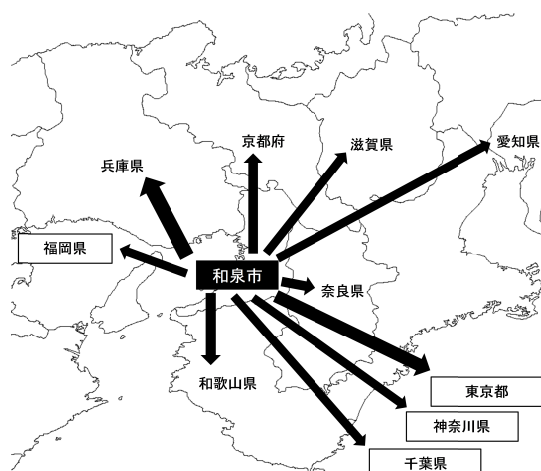 京都府
滋賀県
愛知県
兵庫県
福岡県
和泉市
奈良県
和歌山県
東京都
神奈川県
千葉県